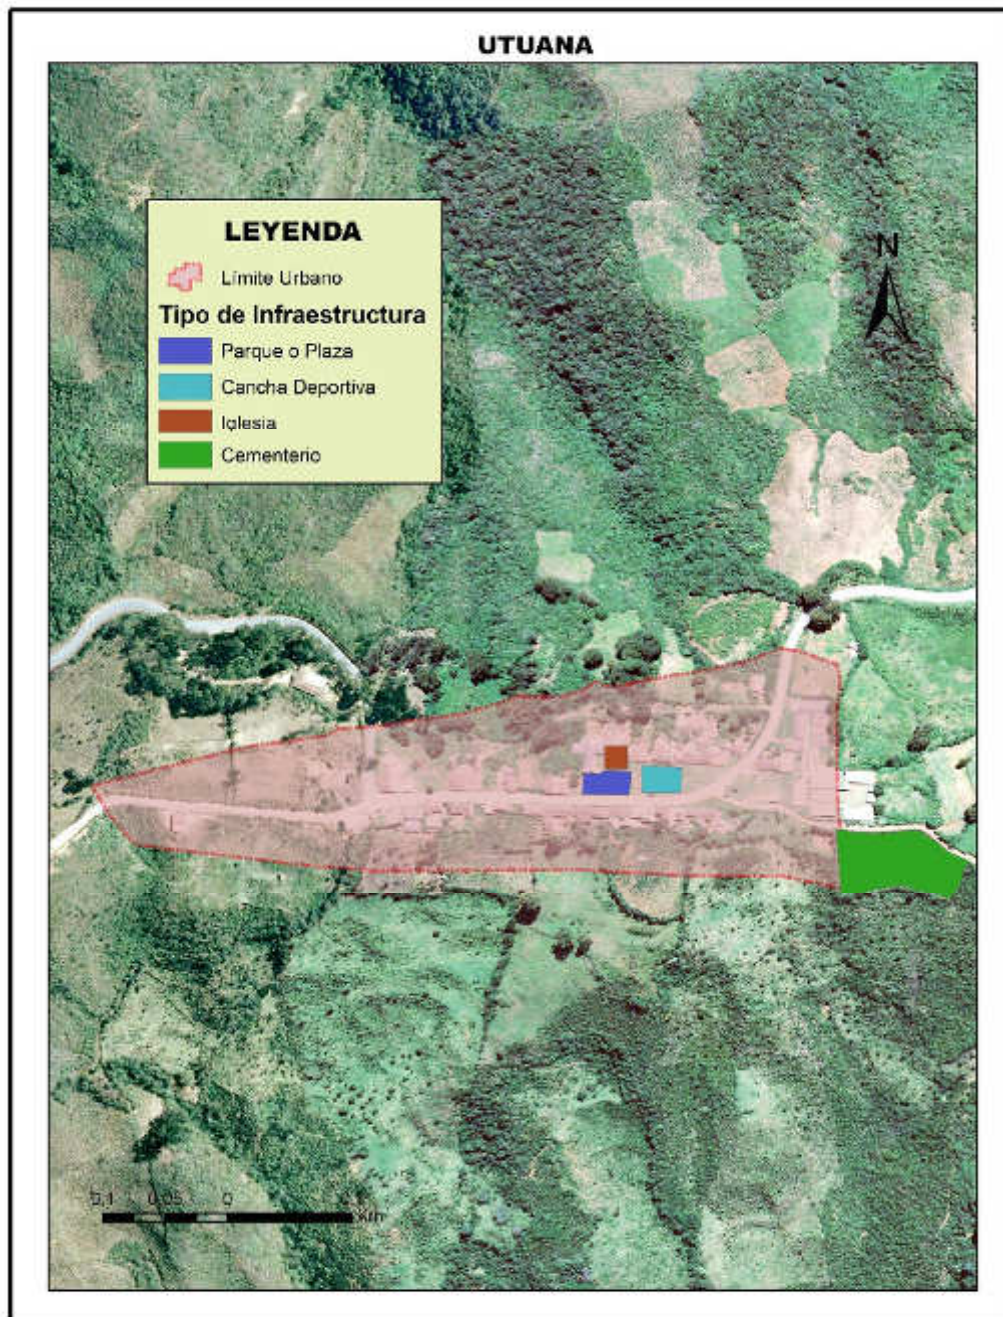 UTUANA
LEYENDA
Límite Urbano
Tipo de Infraestructura
Parque o Plaza
Cancha Deportiva
Iglesia
Cementerio
N
0,1 0,05 0
Km